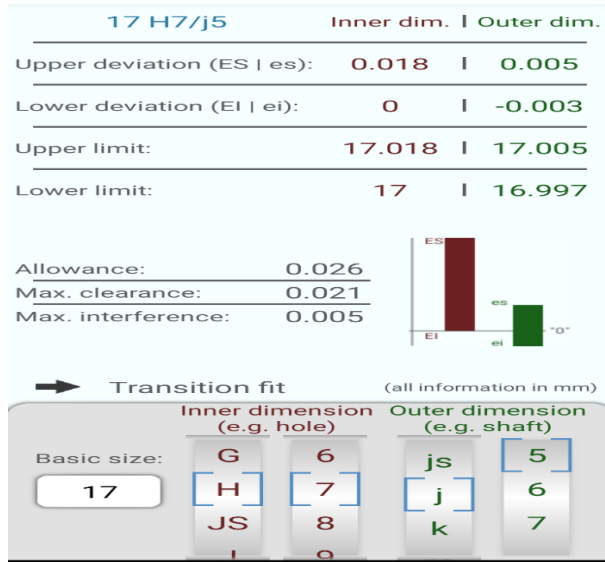 17 H7/j5 Inner dim. | Outer dim.
Upper deviation (ES | es): 0.018 | 0.005
Lower deviation (EI | ei): 0 | -0.003
Upper limit: 17.018 | 17.005
Lower limit: 17 | 16.997
ES
Allowance: 0.026
Max. clearance: 0.021
es
Max. interference: 0.005
EI
"0"
ei
Transition fit (all information in mm)
Inner dimension Outer dimension
(e.g. hole) (e.g. shaft)
Basic size: G 6 js 5
17 H 7 j 6
JS 8 k 7